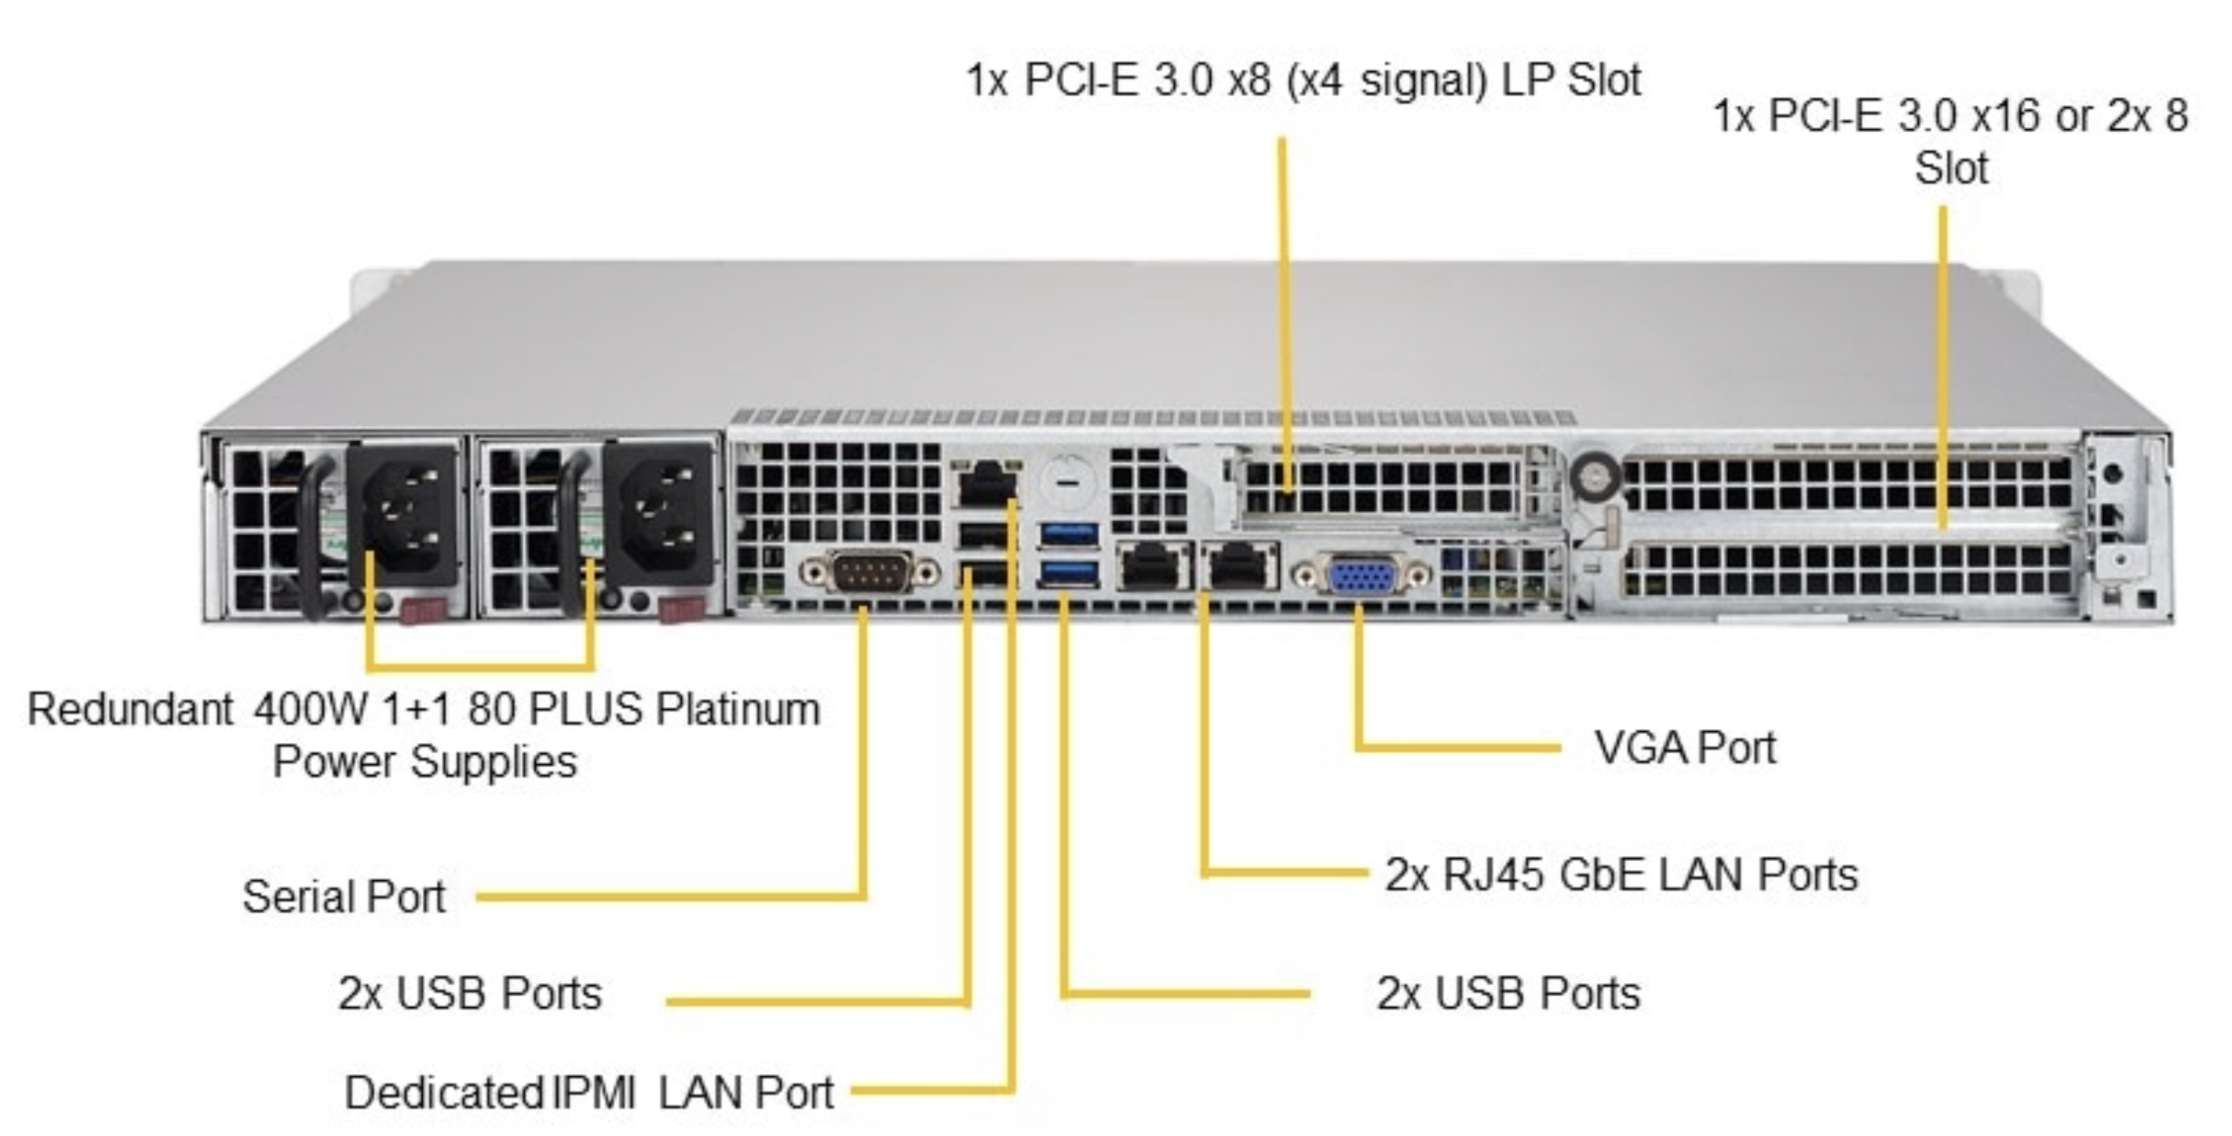 1x PCI-E 3.0 x8 (x4 signal) LP Slot
1x PCI-E 3.0 x16 or 2x 8
Slot
Redundant 400W 1+1 80 PLUS Platinum
Power Supplies
VGA Port
2x RJ45 GbE LAN Ports
Serial Port
2x USB Ports
2x USB Ports
Dedicated IPMI LAN Port